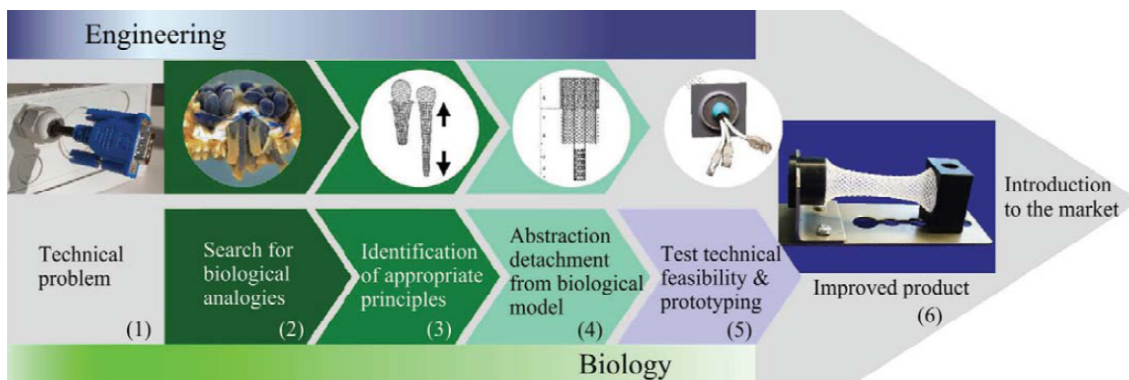 Engineering
Technical
problem
(1)
Search for
biological
analogies
(2)
Identification
of appropriate
principles
(3)
Abstraction
detachment
from biological
model
(4)
Test technical
feasibility &
prototyping
(5)
Improved product
(6)
Introduction
to the market
Biology